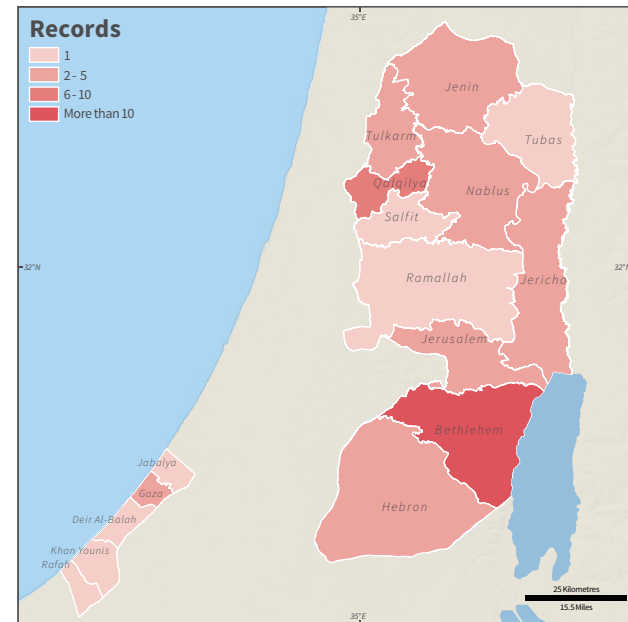 Records
1
2 - 5
6 - 10
More than 10
35°E
Jenin
Tulkarm
Tubas
Qalqilya
Nablus
Salfit
32°N
32°N
Ramallah
Jericho
Jerusalem
Bethlehem
Jabalya
Gaza
Hebron
Deir Al-Balah
Khan Younis
Rafah
25 Kilometres
15.5 Miles
35°E